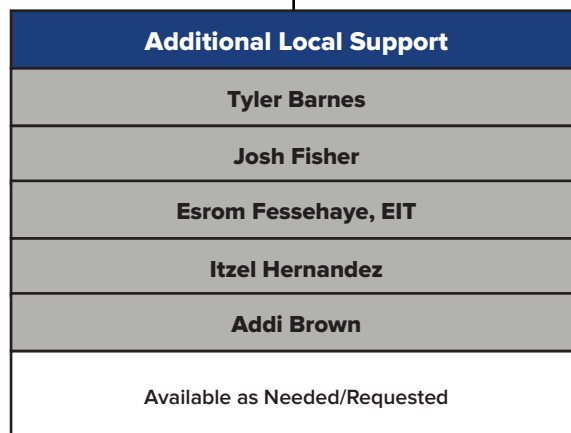 Additional Local Support
Tyler Barnes
Josh Fisher
Esrom Fessehaye, EIT
Itzel Hernandez
Addi Brown
Available as Needed/Requested